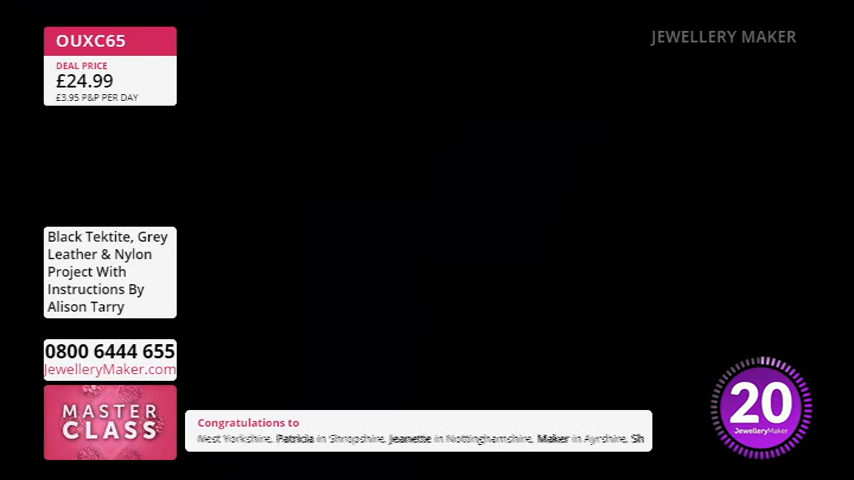 OUXC65
DEAL PRICE
£24.99
£3.95 P&P PER DAY
JEWELLERY MAKER
Black Tektite, Grey
Leather & Nylon
Project With
Instructions By
Alison Tarry
0800 6444 655
JewelleryMaker.com
MASTER
CLASS
Congratulations to
West Yorkshire, Patricia in Shropshire, Jeanette in Nottinghamshire, Maker in Ayrshire, Sh
20
JewelleryMaker